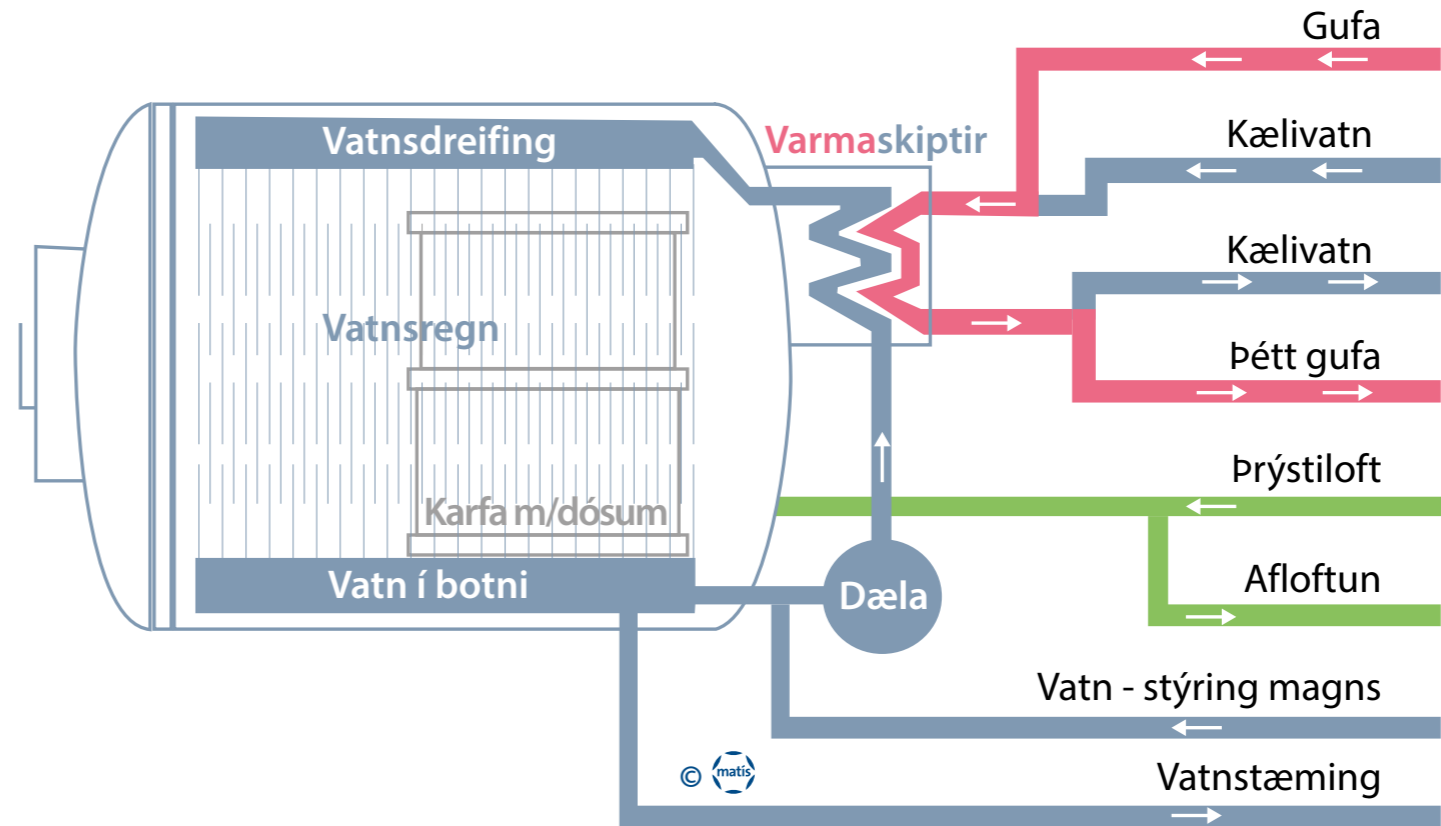 Gufa
Kælivatn
Vatnsdreifing
Varmaskiptir
Kælivatn
Vatnsregn
Þétt gufa
Þrýstiloft
Karfa m/dósum
Afloftun
Vatn í botni
Dæla
Vatn - stýring magns
© matís
Vatnstæming